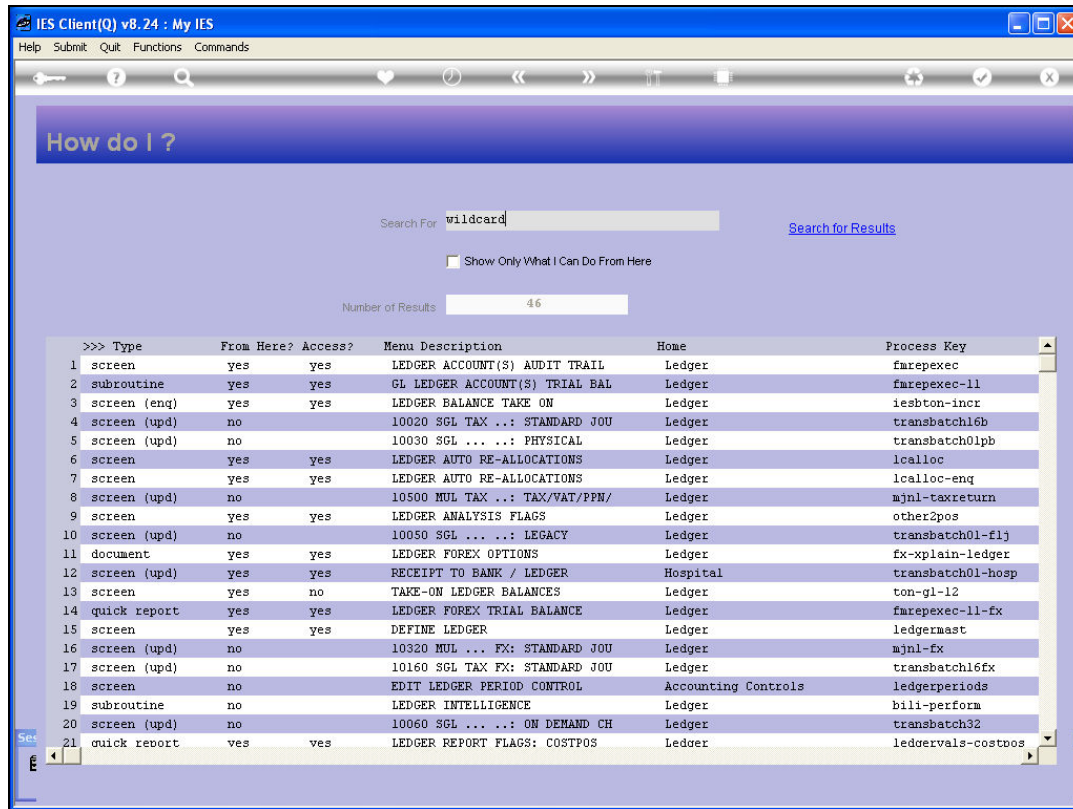 IES Client(Q) v8.24 : My IES
Help Submit Quit Functions Commands
How do I ?
Search For wildcard Search for Results
Show Only What I Can Do From Here
Number of Results 46
>>> Type From Here? Access? Menu Description Home Process Key
1 screen yes yes LEDGER ACCOUNT(S) AUDIT TRAIL Ledger fmrepexec
2 subroutine yes yes GL LEDGER ACCOUNT(S) TRIAL BAL Ledger fmrepexec-ll
3 screen (enq) yes yes LEDGER BALANCE TAKE ON Ledger iesbton-incr
4 screen (upd) no 10020 SGL TAX ..: STANDARD JOU Ledger transbatch16b
5 screen (upd) no 10030 SGL ... ..: PHYSICAL Ledger transbatch01pb
6 screen yes yes LEDGER AUTO RE-ALLOCATIONS Ledger lcalloc
7 screen yes yes LEDGER AUTO RE-ALLOCATIONS Ledger lcalloc-enq
8 screen (upd) no 10500 MUL TAX ..: TAX/VAT/PPN/ Ledger mjnl-taxreturn
9 screen yes yes LEDGER ANALYSIS FLAGS Ledger other2pos
10 screen (upd) no 10050 SGL ... ..: LEGACY Ledger transbatch01-flj
11 document yes yes LEDGER FOREX OPTIONS Ledger fx-xplain-ledger
12 screen (upd) yes yes RECEIPT TO BANK / LEDGER Hospital transbatch01-hosp
13 screen yes no TAKE-ON LEDGER BALANCES Ledger ton-gl-12
14 quick report yes yes LEDGER FOREX TRIAL BALANCE Ledger fmrepexec-ll-fx
15 screen yes yes DEFINE LEDGER Ledger ledgermast
16 screen (upd) no 10320 MUL ... FX: STANDARD JOU Ledger mjnl-fx
17 screen (upd) no 10160 SGL TAX FX: STANDARD JOU Ledger transbatch16fx
18 screen no EDIT LEDGER PERIOD CONTROL Accounting Controls ledgerperiods
19 subroutine no LEDGER INTELLIGENCE Ledger bili-perform
20 screen (upd) no 10060 SGL ... ..: ON DEMAND CH Ledger transbatch32
21 quick report yes yes LEDGER REPORT FLAGS: COSTPOS Ledger ledgervals-costpos
Ses